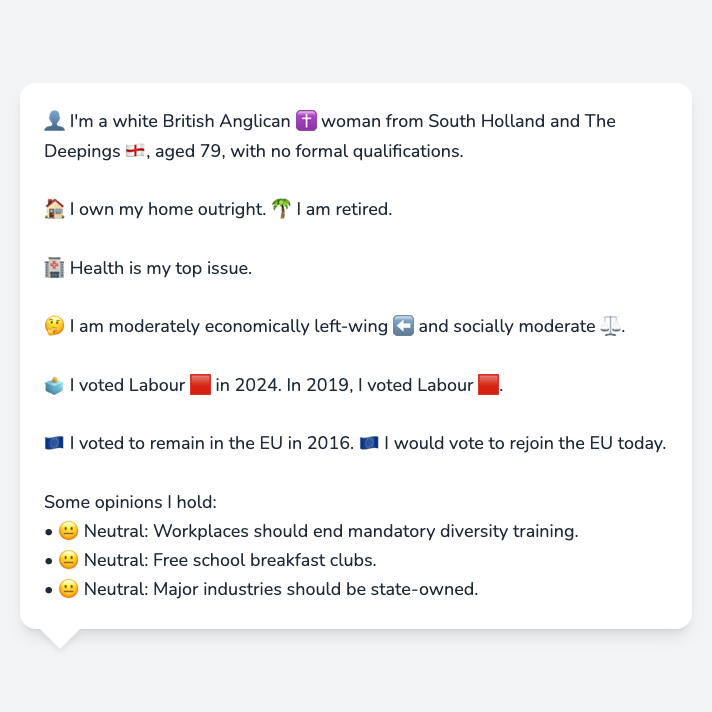 👤 I'm a white British Anglican ✝️ woman from South Holland and The
Deepings 🏴󠁧󠁢󠁥󠁮󠁧󠁿, aged 79, with no formal qualifications.
🏠 I own my home outright. 🌴 I am retired.
🏥 Health is my top issue.
🤔 I am moderately economically left-wing ⬅️ and socially moderate ⚖️.
🗳️ I voted Labour 🟥 in 2024. In 2019, I voted Labour 🟥.
🇪🇺 I voted to remain in the EU in 2016. 🇪🇺 I would vote to rejoin the EU today.
Some opinions I hold:
• 😐 Neutral: Workplaces should end mandatory diversity training.
• 😐 Neutral: Free school breakfast clubs.
• 😐 Neutral: Major industries should be state-owned.